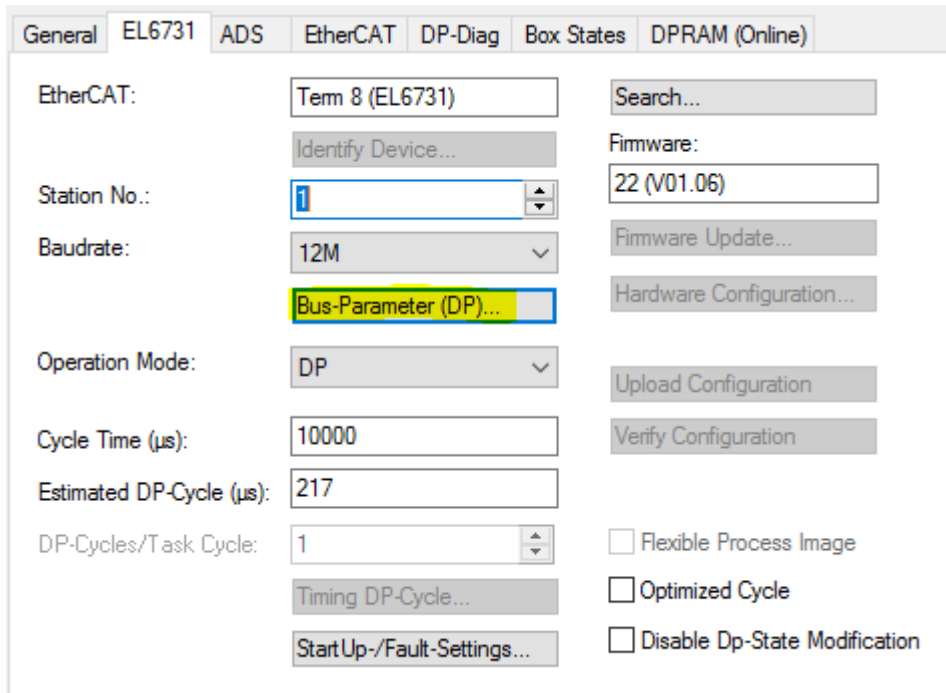 General EL6731 ADS EtherCAT DP-Diag Box States DPRAM (Online)
EtherCAT: Term 8 (EL6731) Search...
Identify Device... Firmware:
Station No.: 1 22 (V01.06)
Baudrate: 12M Firmware Update...
Bus-Parameter (DP)... Hardware Configuration...
Operation Mode: DP Upload Configuration
Cycle Time (µs): 10000 Verify Configuration
Estimated DP-Cycle (µs): 217
DP-Cycles/Task Cycle: 1 Flexible Process Image
Timing DP-Cycle... Optimized Cycle
StartUp-/Fault-Settings... Disable Dp-State Modification